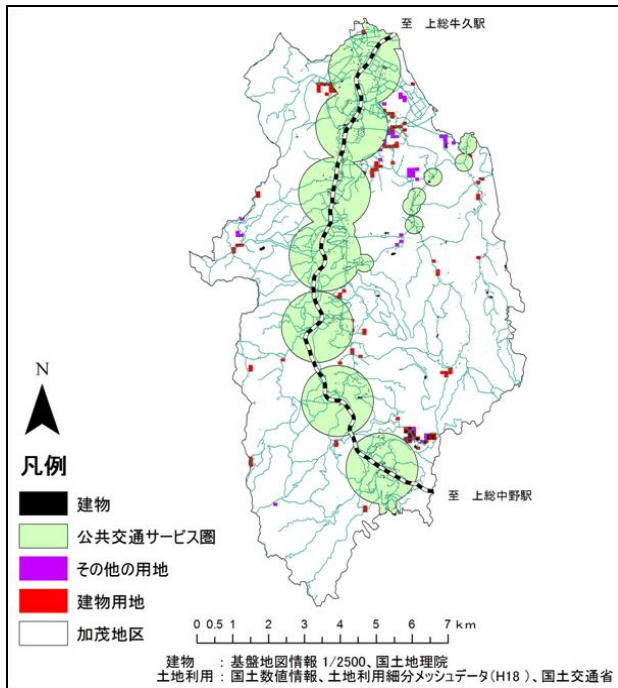 至 上総牛久駅
N
至 上総中野駅
凡例
建物
公共交通サービス圏
その他の用地
建物用地
加茂地区
0 0.5 1 2 3 4 5 6 7 km
建物 : 基盤地図情報 1/2500、国土地理院
土地利用 : 国土数値情報、土地利用細分メッシュデータ(H18)、国土交通省